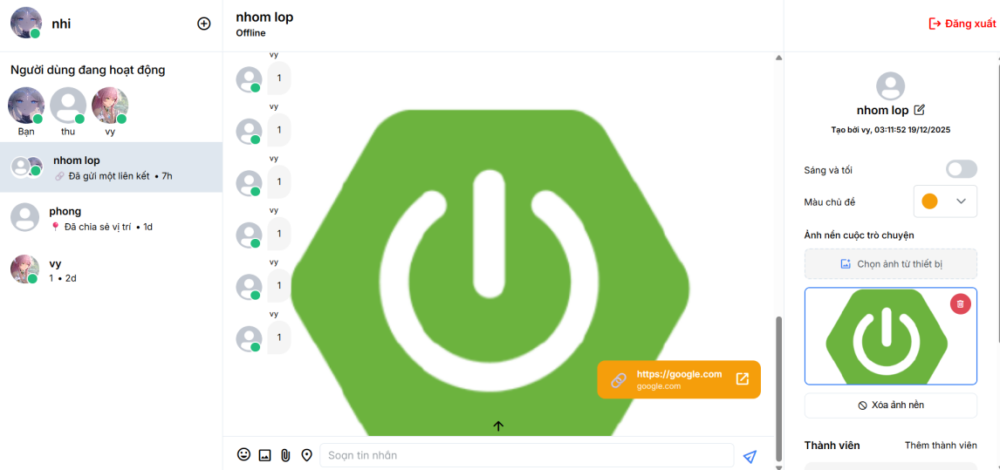 nhi
Người dùng đang hoạt động
Bạn
thu
vy
nhom lop
Đã gửi một liên kết • 7h
phong
Đã chia sẻ vị trí • 1d
vy
1 • 2d
nhom lop
Offline
vy
1
vy
1
vy
1
vy
1
vy
1
vy
1
https://google.com
google.com
Soạn tin nhắn
Đăng xuất
nhom lop
Tạo bởi vy, 03:11:52 19/12/2025
Sáng và tối
Màu chủ đề
Ảnh nền cuộc trò chuyện
Chọn ảnh từ thiết bị
Xóa ảnh nền
Thành viên
Thêm thành viên